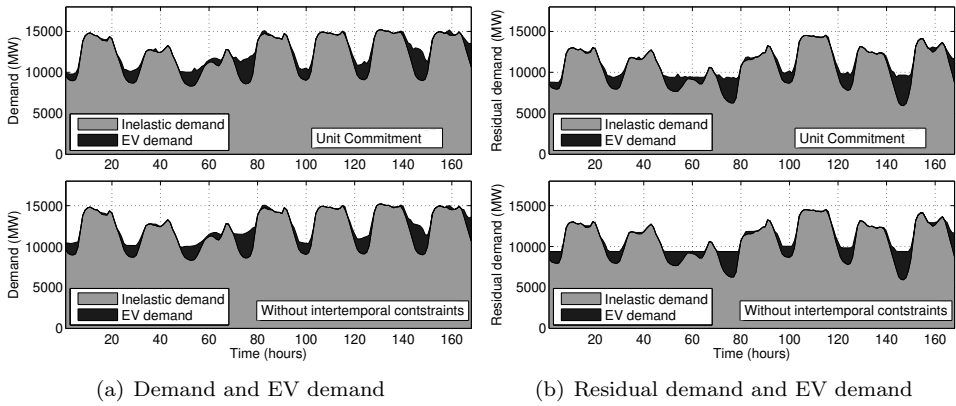 Demand (MW)
15000
10000
5000
0
Inelastic demand
EV demand
Unit Commitment
20 40 60 80 100 120 140 160
Demand (MW)
15000
10000
5000
0
Inelastic demand
EV demand
Without intertemporal contstraints
20 40 60 80 100 120 140 160
Time (hours)
(a) Demand and EV demand
Residual demand (MW)
15000
10000
5000
0
Inelastic demand
EV demand
Unit Commitment
20 40 60 80 100 120 140 160
Residual demand (MW)
15000
10000
5000
0
Inelastic demand
EV demand
Without intertemporal contstraints
20 40 60 80 100 120 140 160
Time (hours)
(b) Residual demand and EV demand